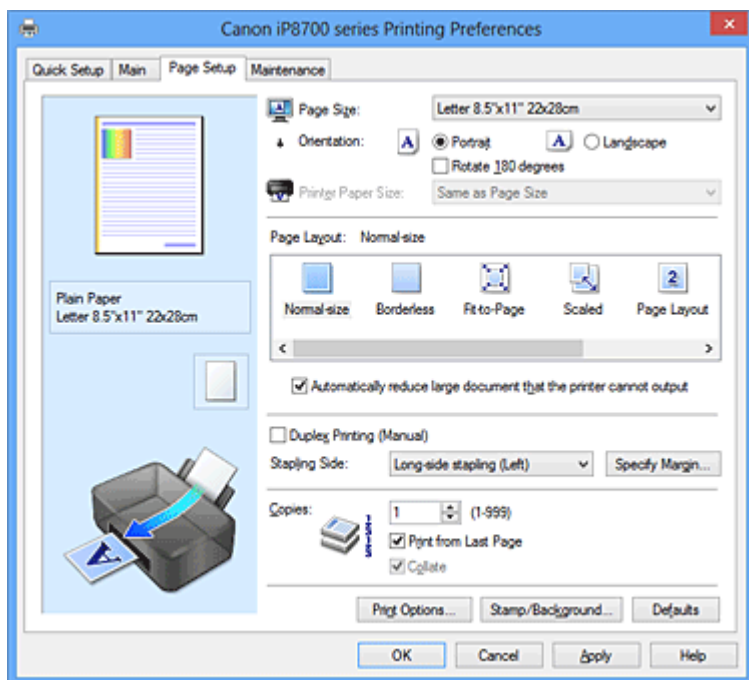 Canon iP8700 series Printing Preferences
Quick Setup Main Page Setup Maintenance
Page Size: Letter 8.5"x11" 22x28cm
Orientation: A Portrait A Landscape
Rotate 180 degrees
Printer Paper Size: Same as Page Size
Page Layout: Normal-size
2
Normal-size Borderless Fit-to-Page Scaled Page Layout
Plain Paper
Letter 8.5"x11" 22x28cm
Automatically reduce large document that the printer cannot output
Duplex Printing (Manual)
Stapling Side: Long-side stapling (Left) Specify Margin...
Copies: 1 (1-999)
Print from Last Page
Collate
A
Print Options... Stamp/Background... Defaults
OK Cancel Apply Help